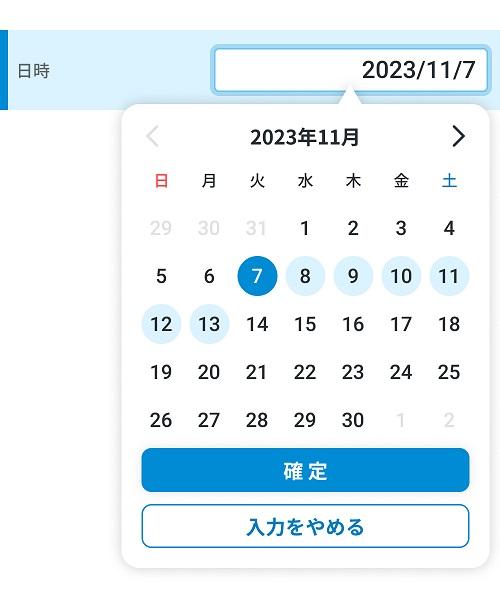 日時 2023/11/7
2023年11月
日 月 火 水 木 金 土
29 30 31 1 2 3 4
5 6 7 8 9 10 11
12 13 14 15 16 17 18
19 20 21 22 23 24 25
26 27 28 29 30 1 2
確定
入力をやめる